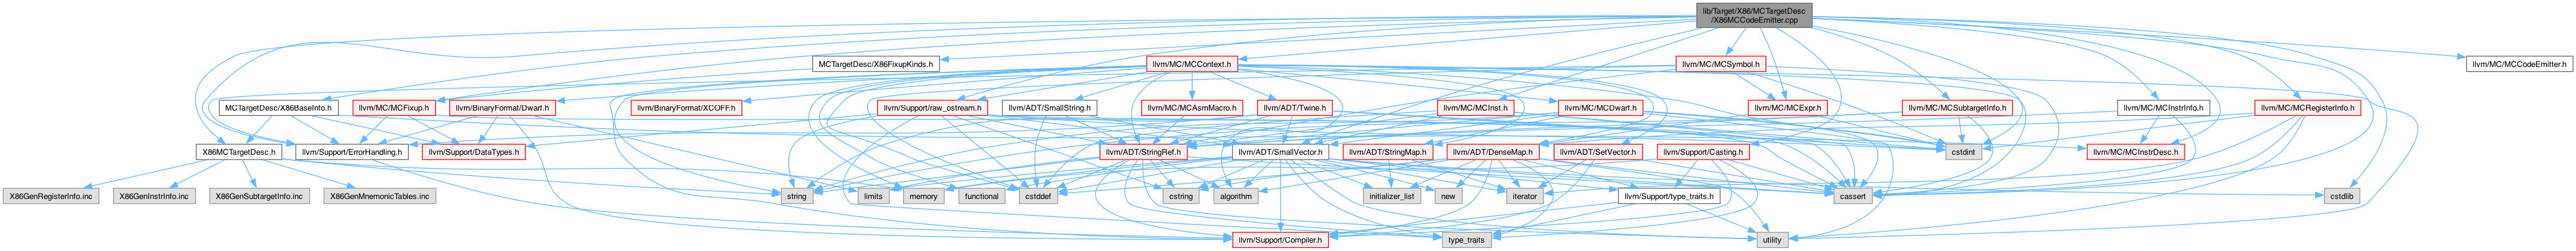 lib/Target/X86/MCTargetDesc
/X86MCCodeEmitter.cpp
MCTargetDesc/X86FixupKinds.h
llvm/MC/MCContext.h
llvm/MC/MCSymbol.h
llvm/MC/MCCodeEmitter.h
MCTargetDesc/X86BaseInfo.h
llvm/MC/MCFixup.h
llvm/BinaryFormat/Dwarf.h
llvm/BinaryFormat/XCOFF.h
llvm/Support/raw_ostream.h
llvm/ADT/SmallString.h
llvm/MC/MCAsmMacro.h
llvm/ADT/Twine.h
llvm/MC/MCInst.h
llvm/MC/MCDwarf.h
llvm/MC/MCExpr.h
llvm/MC/MCSubtargetInfo.h
llvm/MC/MCInstrInfo.h
llvm/MC/MCRegisterInfo.h
X86MCTargetDesc.h
llvm/Support/ErrorHandling.h
llvm/Support/DataTypes.h
llvm/ADT/StringRef.h
llvm/ADT/SmallVector.h
llvm/ADT/StringMap.h
llvm/ADT/DenseMap.h
llvm/ADT/SetVector.h
llvm/Support/Casting.h
cstdint
llvm/MC/MCInstrDesc.h
X86GenRegisterInfo.inc
X86GenInstrInfo.inc
X86GenSubtargetInfo.inc
X86GenMnemonicTables.inc
string
limits
memory
functional
cstddef
cstring
algorithm
initializer_list
new
iterator
llvm/Support/type_traits.h
cassert
cstdlib
llvm/Support/Compiler.h
type_traits
utility